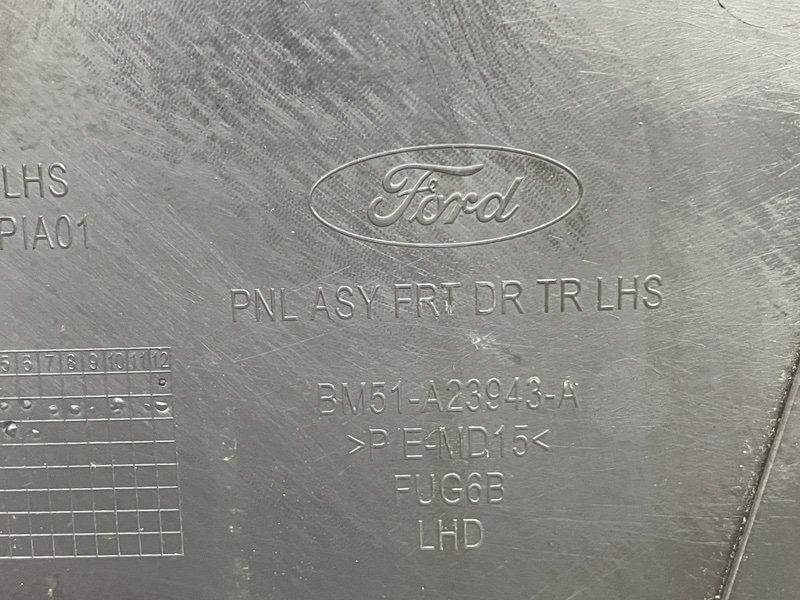 LHS
PIA01
Ford
PNL ASY FRT DR TR LHS
5 6 7 8 9 10 11 12
BM51-A23943-A
>P/E-MD15<
FUG6B
LHD